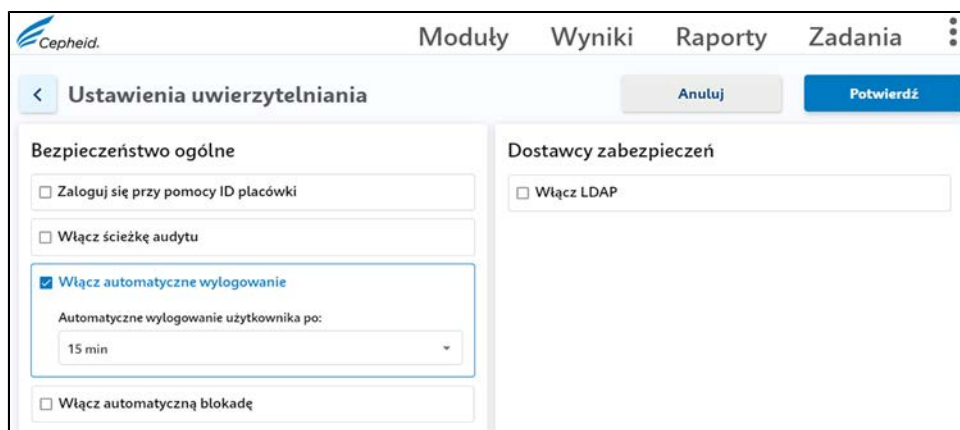 Cepheid.
Moduły Wyniki Raporty Zadania
Ustawienia uwierzytelniania
Anuluj
Potwierdź
Bezpieczeństwo ogólne
Zaloguj się przy pomocy ID placówki
Włącz ścieżkę audytu
Włącz automatyczne wylogowanie
Automatyczne wylogowanie użytkownika po:
15 min
Włącz automatyczną blokadę
Dostawcy zabezpieczeń
Włącz LDAP